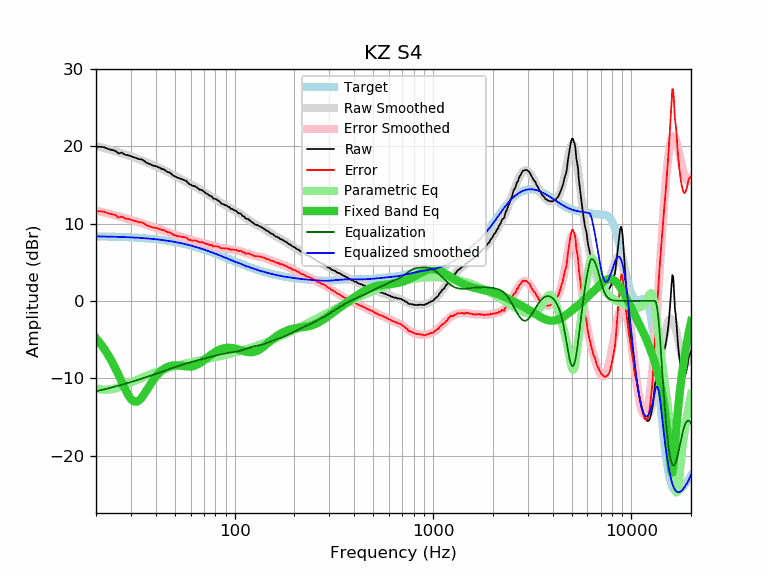 KZ S4
30
20
10
0
−10
−20
Amplitude (dBr)
Target
Raw Smoothed
Error Smoothed
Raw
Error
Parametric Eq
Fixed Band Eq
Equalization
Equalized smoothed
100
1000
10000
Frequency (Hz)